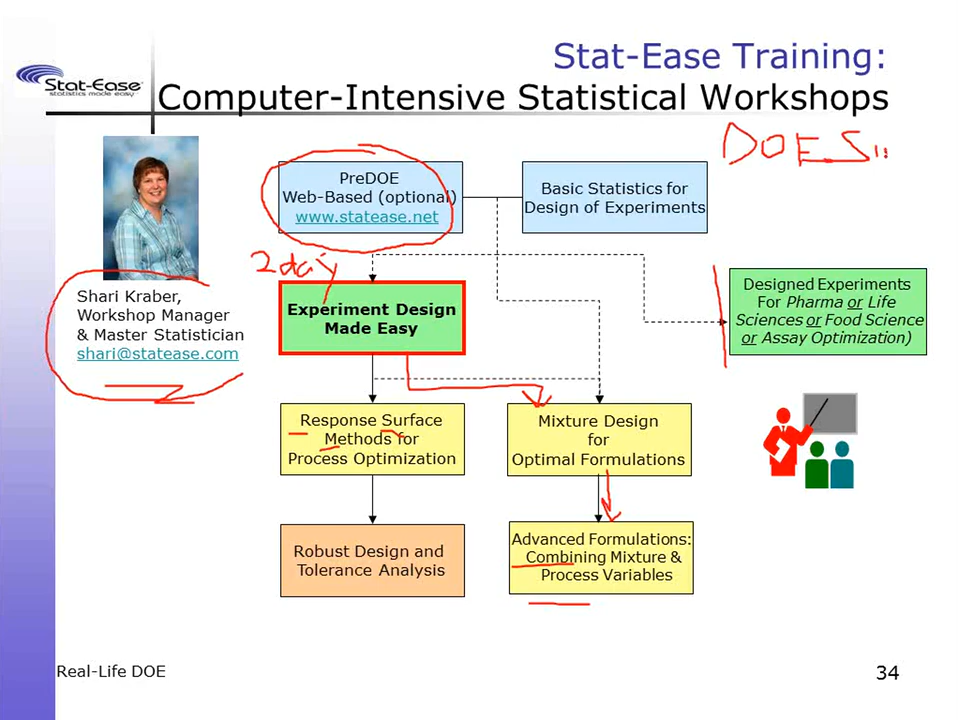 Stat-Ease Training:
Stat-Ease
statistics made easy
Computer-Intensive Statistical Workshops
DOES!!
PreDOE
Web-Based (optional)
www.statease.net
Basic Statistics for
Design of Experiments
2 day
Shari Kraber,
Workshop Manager
& Master Statistician
shari@statease.com
Experiment Design
Made Easy
Designed Experiments
For Pharma or Life
Sciences or Food Science
or Assay Optimization)
Response Surface
Methods for
Process Optimization
Mixture Design
for
Optimal Formulations
Robust Design and
Tolerance Analysis
Advanced Formulations:
Combining Mixture &
Process Variables
Real-Life DOE
34